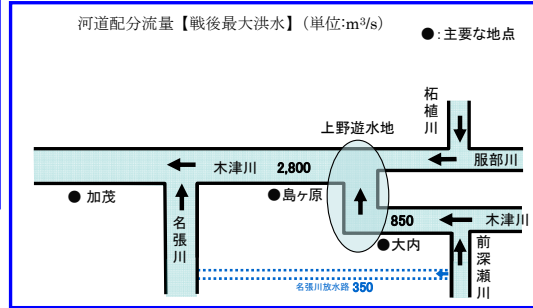 河道配分流量【戦後最大洪水】(単位:m³/s)
●:主要な地点
柘植川
上野遊水地
服部川
木津川 2,800
●加茂
●島ヶ原
名張川
850 木津川
●大内
前深瀬川
名張川放水路 350